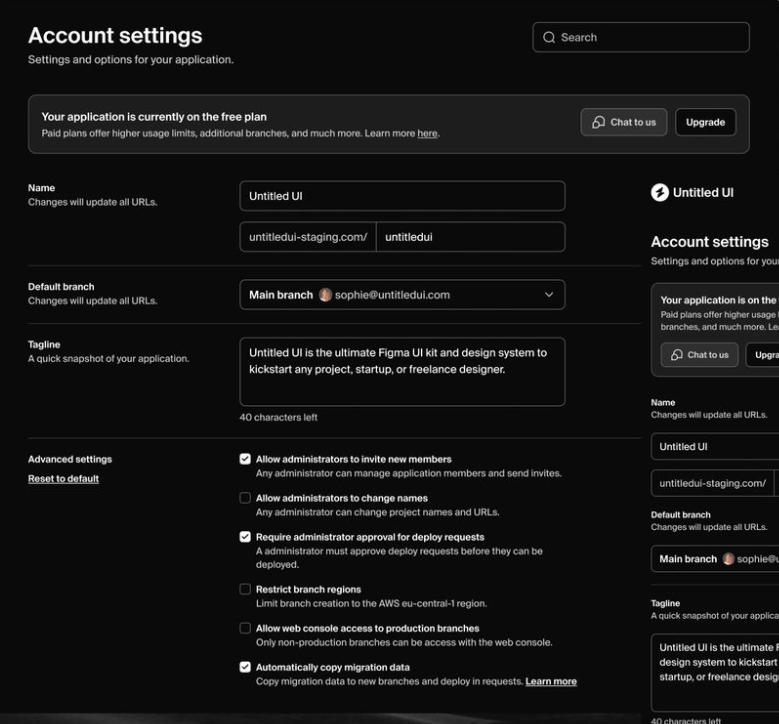 Account settings
Settings and options for your application.
Search
Your application is currently on the free plan
Paid plans offer higher usage limits, additional branches, and much more. Learn more here.
Chat to us
Upgrade
Name
Changes will update all URLs.
Untitled UI
untitledui-staging.com/
untitledui
Default branch
Changes will update all URLs.
Main branch sophie@untitledui.com
Tagline
A quick snapshot of your application.
Untitled UI is the ultimate Figma UI kit and design system to
kickstart any project, startup, or freelance designer.
40 characters left
Advanced settings
Reset to default
Allow administrators to invite new members
Any administrator can manage application members and send invites.
Allow administrators to change names
Any administrator can change project names and URLs.
Require administrator approval for deploy requests
A administrator must approve deploy requests before they can be
deployed.
Restrict branch regions
Limit branch creation to the AWS eu-central-1 region.
Allow web console access to production branches
Only non-production branches can be access with the web console.
Automatically copy migration data
Copy migration data to new branches and deploy in requests. Learn more
Untitled UI
Account settings
Settings and options for
Your application is on the
Paid plans offer higher usage
branches, and much more.
Chat to us
Name
Changes will update all URLs.
Untitled UI
untitledui-staging.com/
Default branch
Changes will update all URLs.
Main branch
Tagline
A quick snapshot of your
Untitled UI is the ultimate
design system to kickstart
startup, or freelance
40 characters left